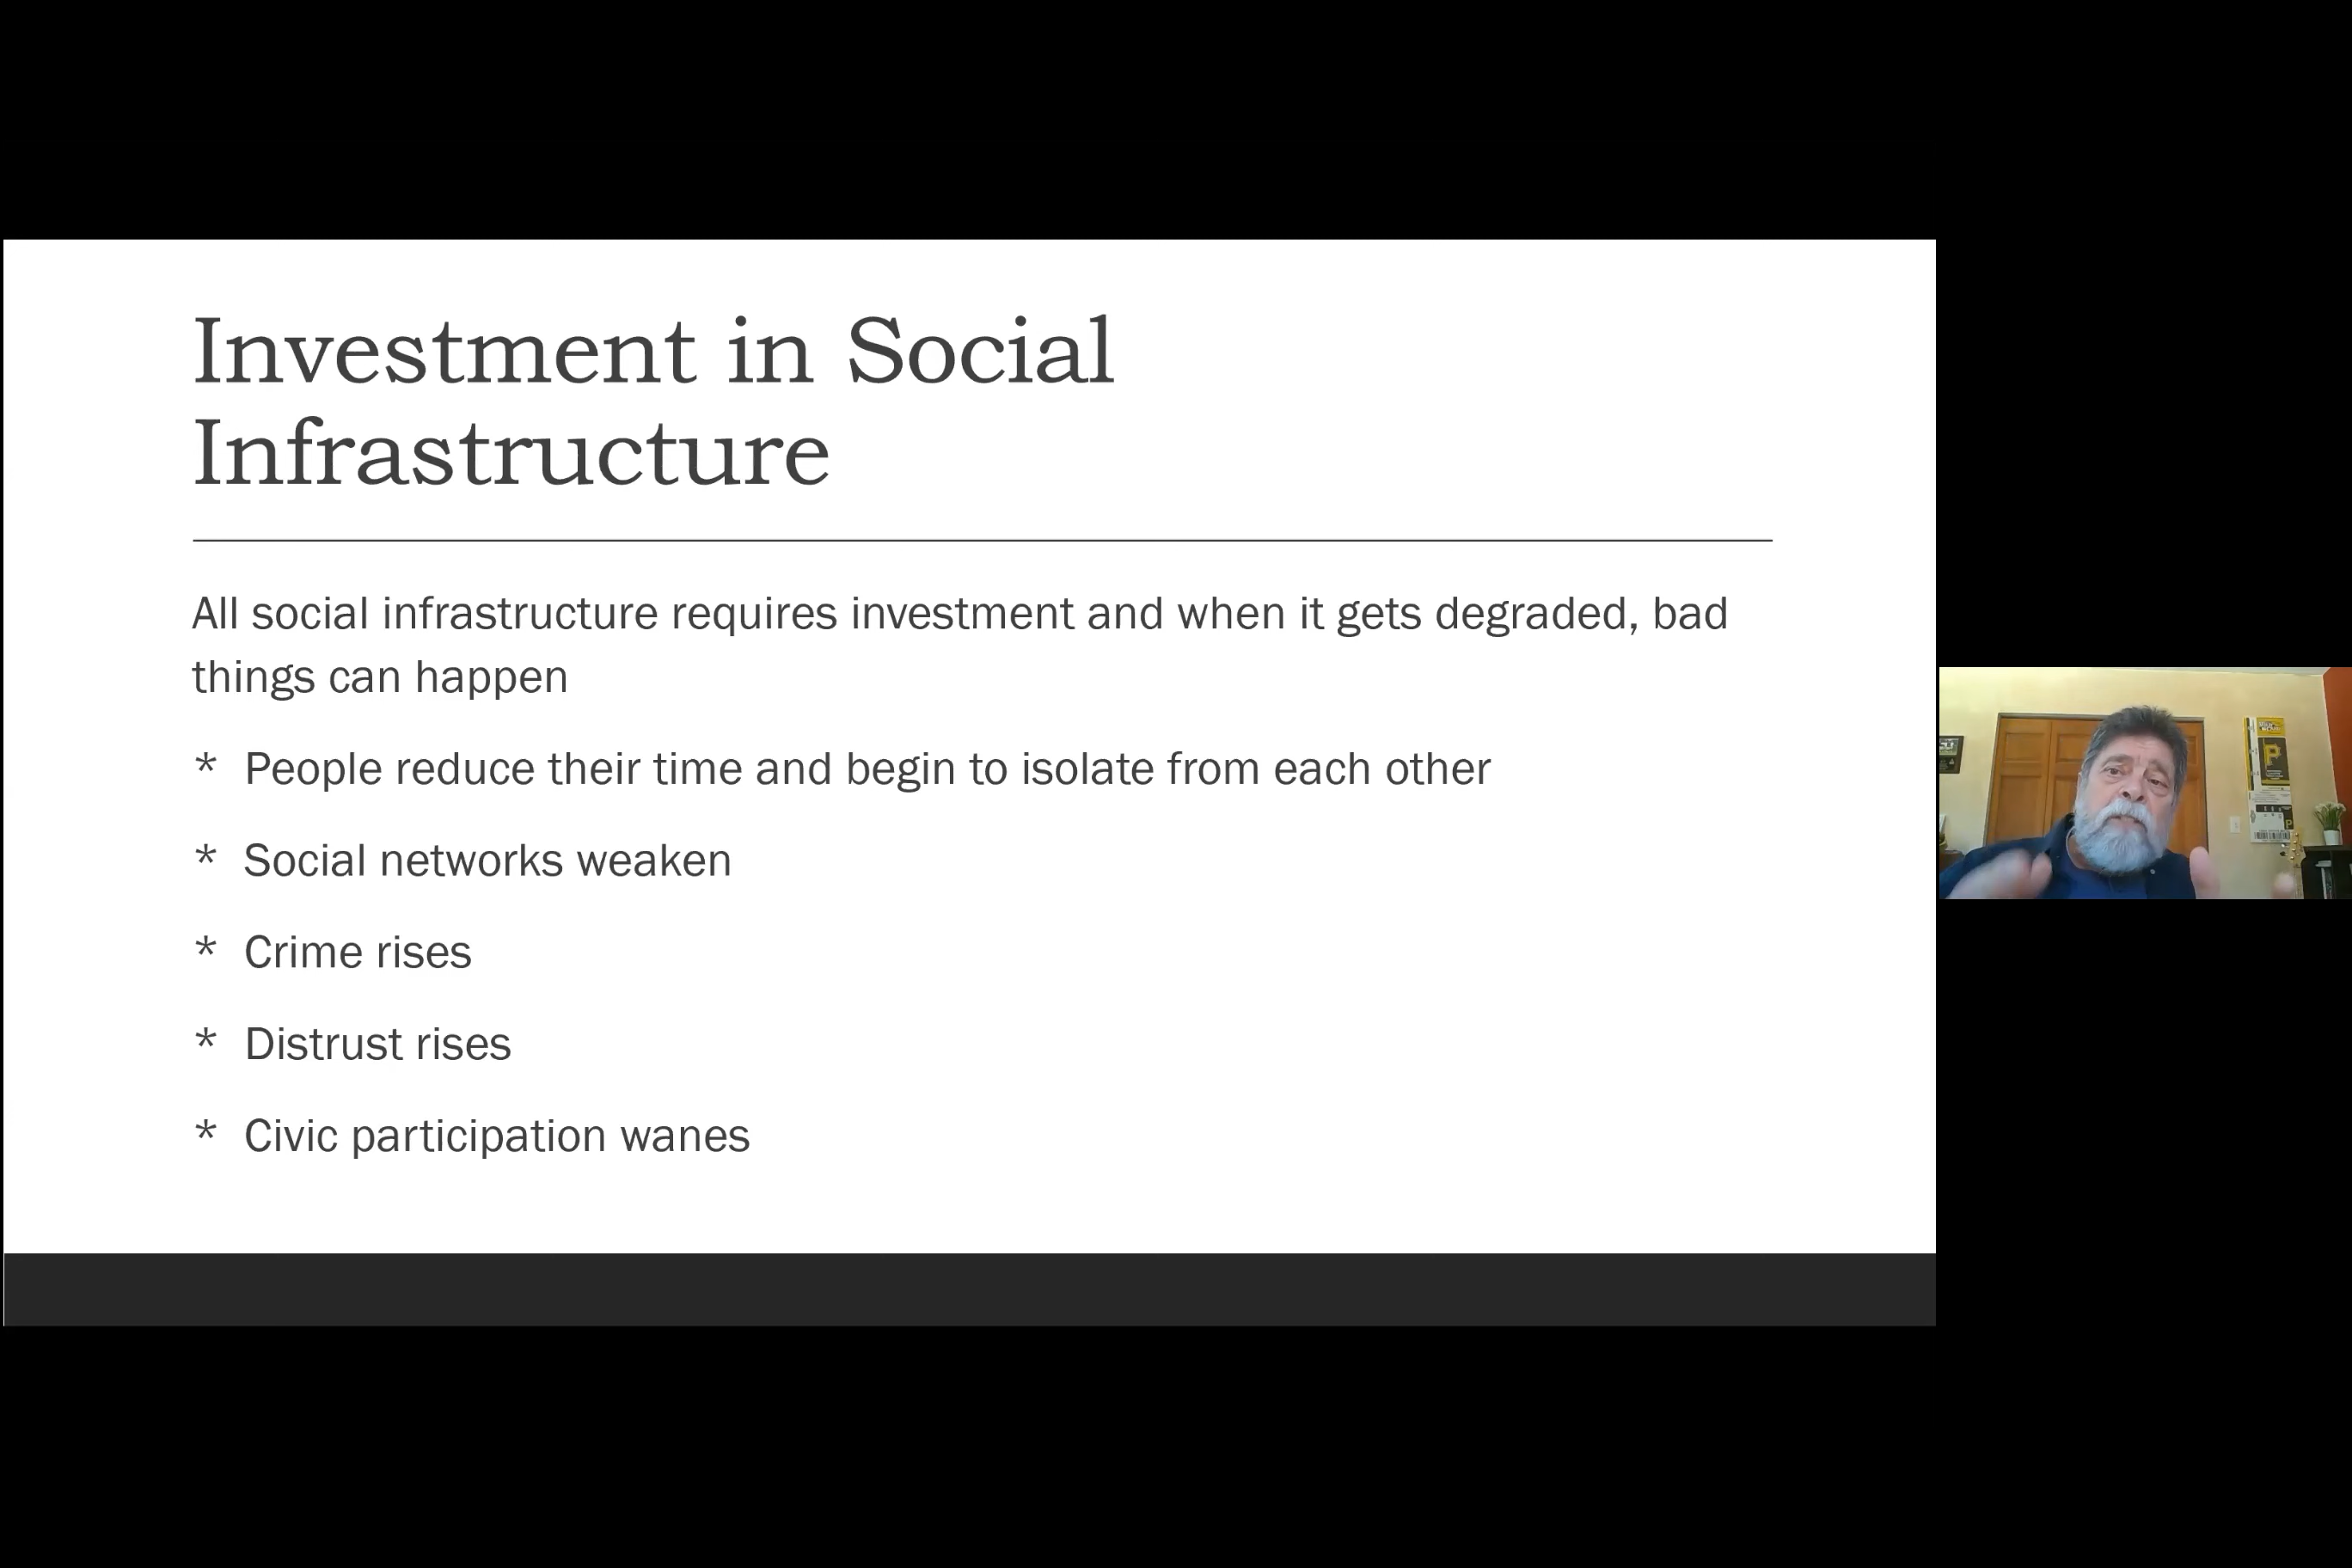 Investment in Social
Infrastructure
All social infrastructure requires investment and when it gets degraded, bad
things can happen
* People reduce their time and begin to isolate from each other
* Social networks weaken
* Crime rises
* Distrust rises
* Civic participation wanes
P
P